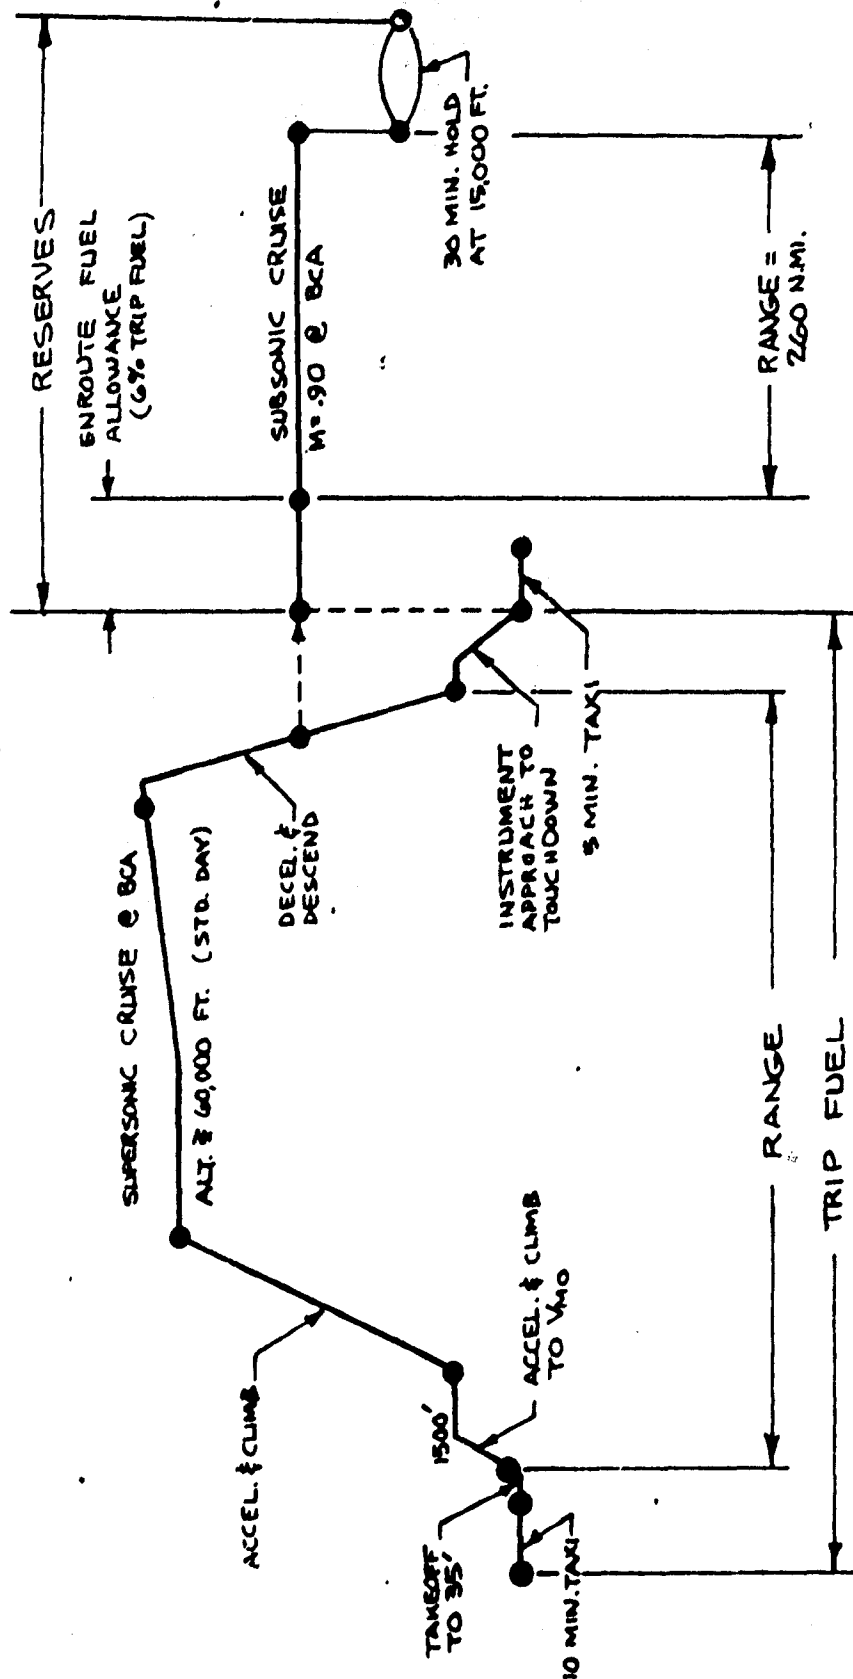 RESERVES
ENROUTE FUEL
ALLOWANCE
(6% TRIP FUEL)
SUBSONIC CRUISE
M=.90 @ BCA
30 MIN. HOLD
AT 15,000 FT.
RANGE =
260 N.MI.
SUPERSONIC CRUISE @ BCA
ALT. ≥ 60,000 FT. (STD. DAY)
DECEL. &
DESCEND
INSTRUMENT
APPROACH TO
TOUCHDOWN
5 MIN. TAXI
ACCEL. & CLIMB
1500'
ACCEL. & CLIMB
TO VMO
TAKEOFF
TO 35'
10 MIN. TAXI
RANGE
TRIP FUEL